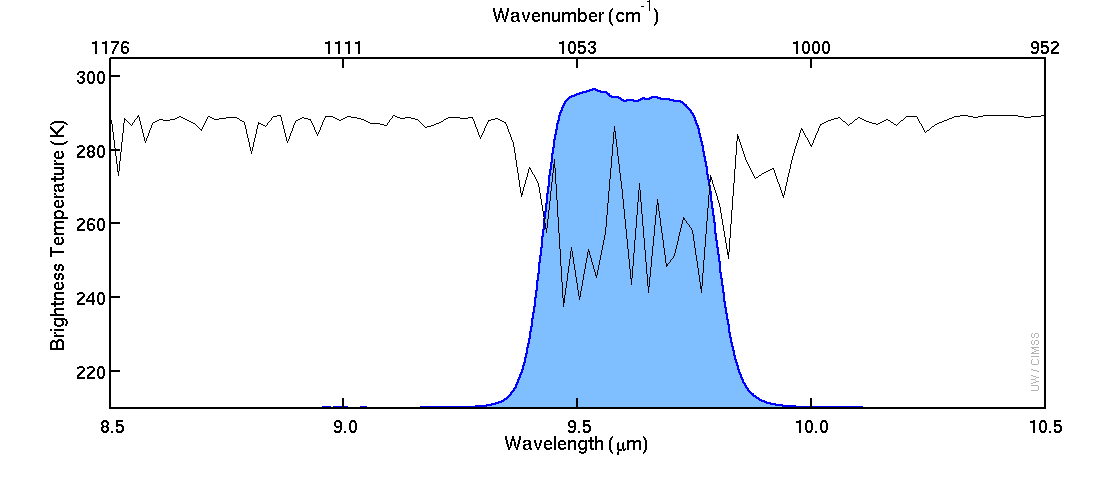 Wavenumber (cm⁻¹)
1176 1111 1053 1000 952
300
280
260
240
220
Brightness Temperature (K)
UW / CIMSS
8.5 9.0 9.5 10.0 10.5
Wavelength (μm)